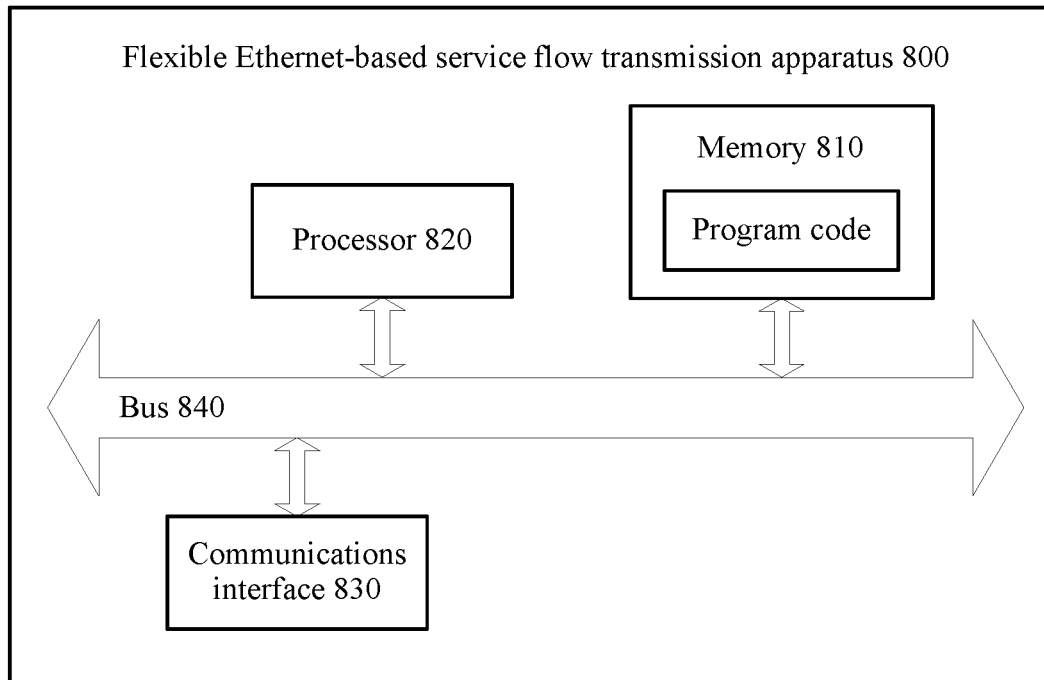 Flexible Ethernet-based service flow transmission apparatus 800
Memory 810
Program code
Processor 820
Bus 840
Communications
interface 830